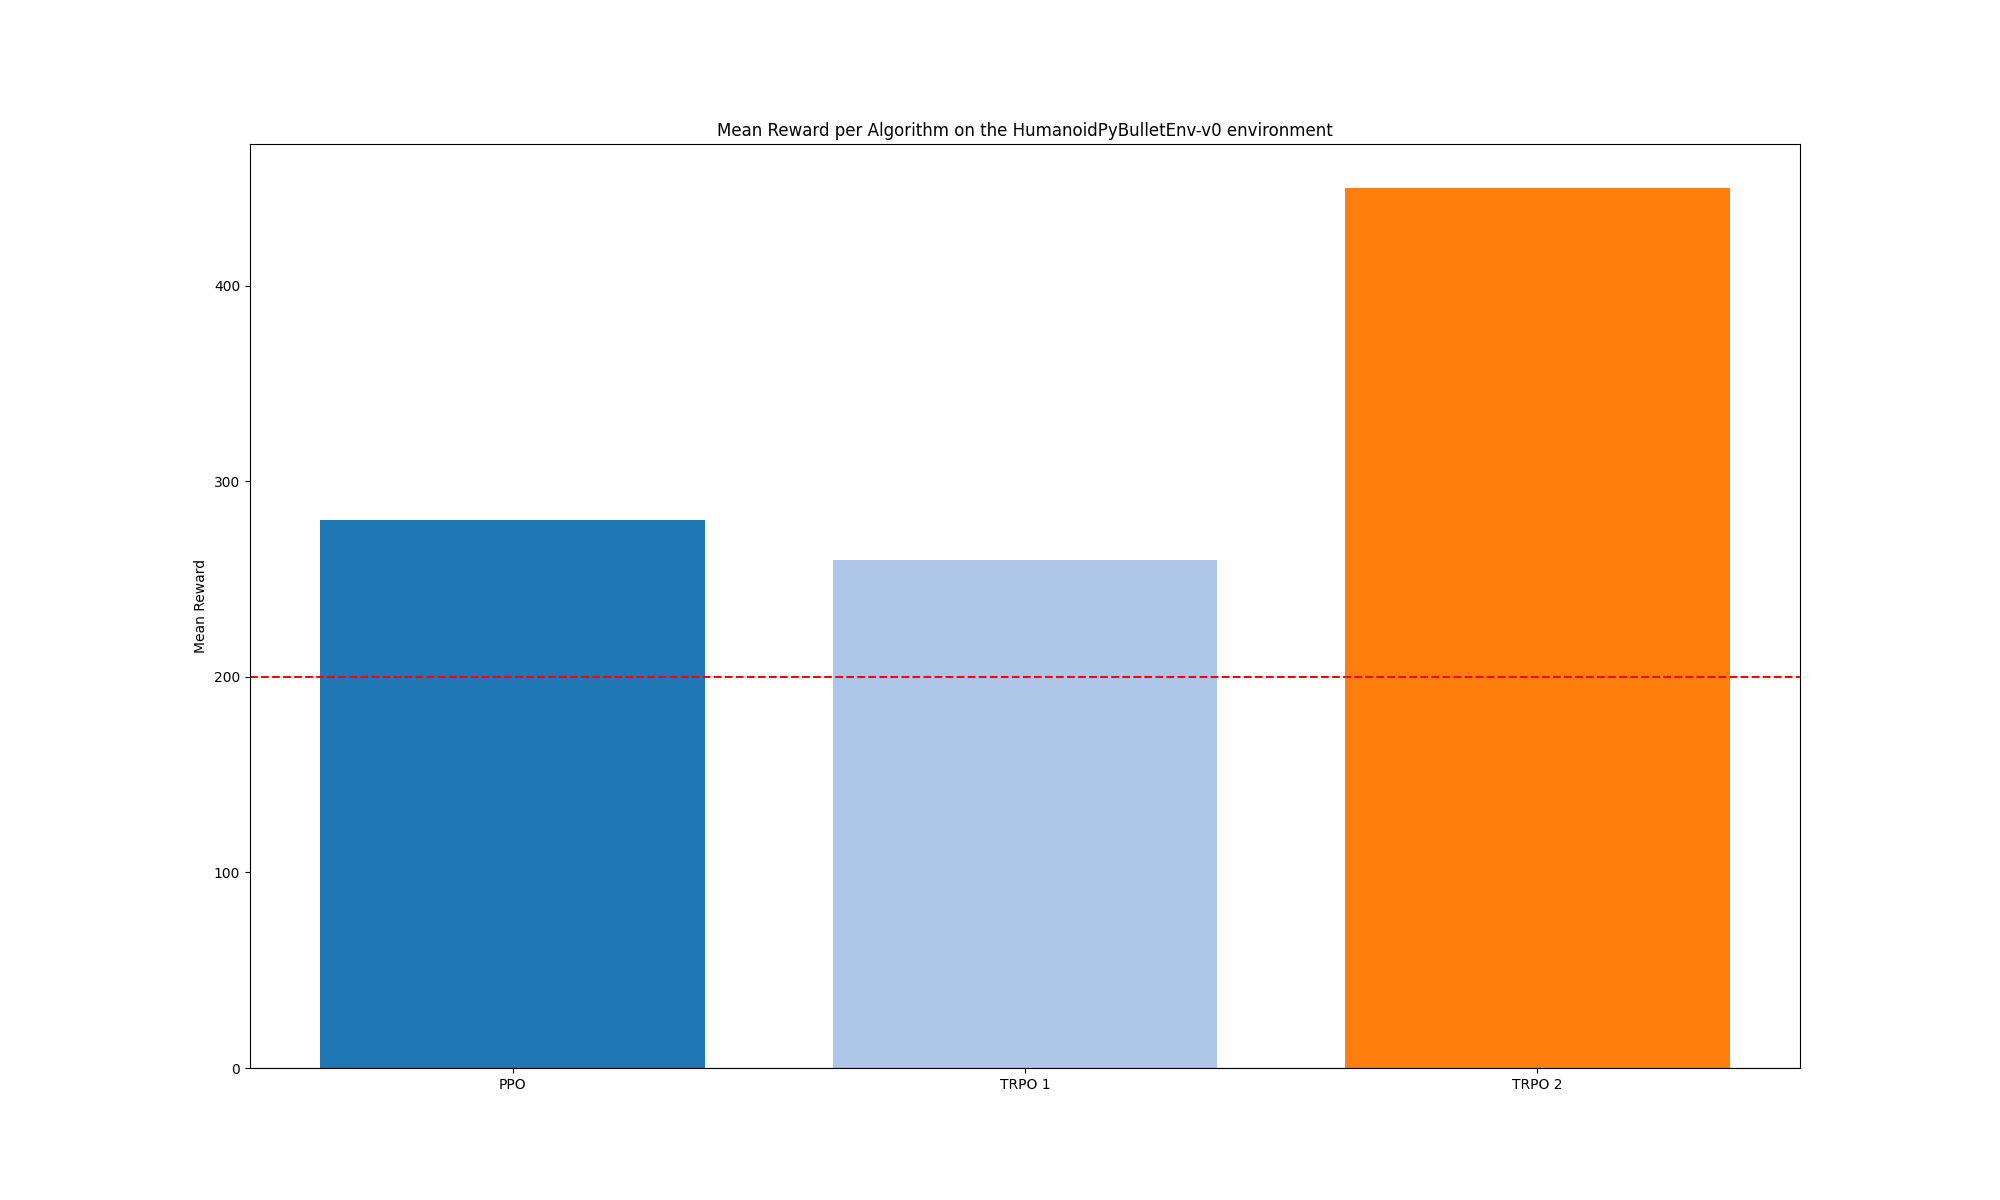 Mean Reward per Algorithm on the HumanoidPyBulletEnv-v0 environment
Mean Reward
400
300
200
100
0
PPO
TRPO 1
TRPO 2